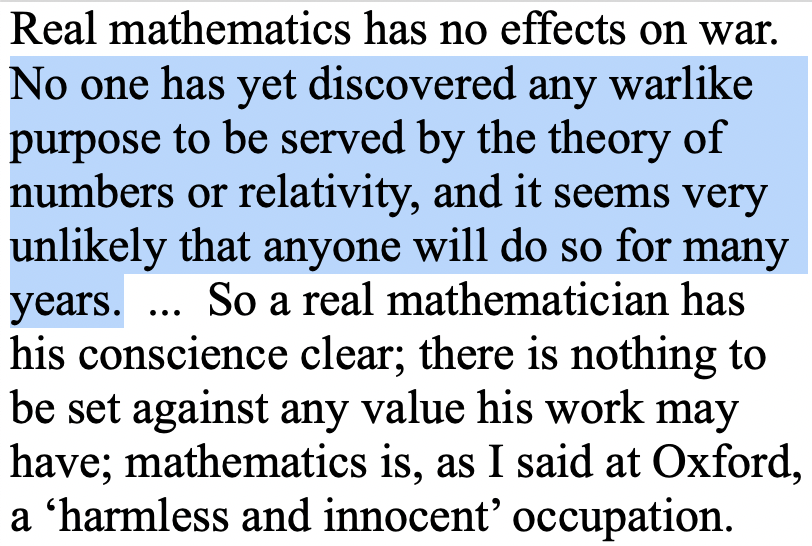 Real mathematics has no effects on war.
No one has yet discovered any warlike
purpose to be served by the theory of
numbers or relativity, and it seems very
unlikely that anyone will do so for many
years.  ...  So a real mathematician has
his conscience clear; there is nothing to
be set against any value his work may
have; mathematics is, as I said at Oxford,
a ‘harmless and innocent’ occupation.